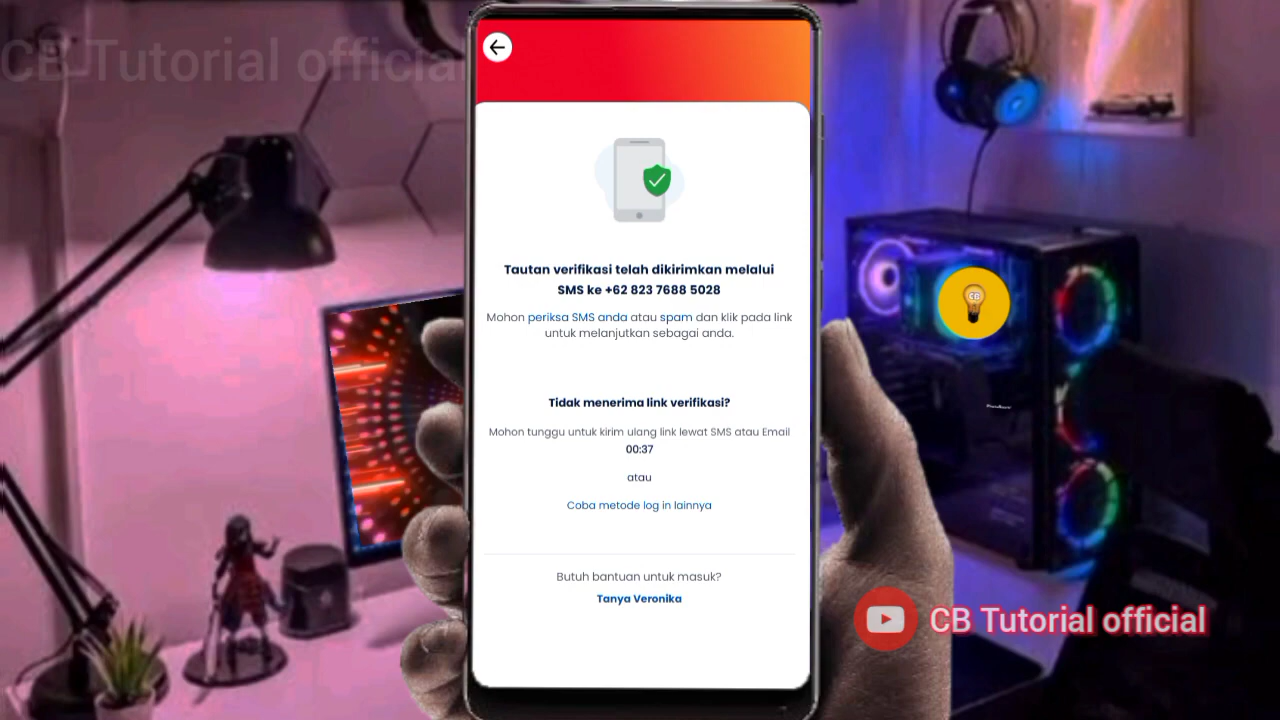 CB Tutorial official
Tautan verifikasi telah dikirimkan melalui
SMS ke +62 823 7688 5028
Mohon periksa SMS anda atau spam dan klik pada link
untuk melanjutkan sebagai anda.
Tidak menerima link verifikasi?
Mohon tunggu untuk kirim ulang link lewat SMS atau Email
00:37
atau
Coba metode log in lainnya
Butuh bantuan untuk masuk?
Tanya Veronika
CB
CB Tutorial official